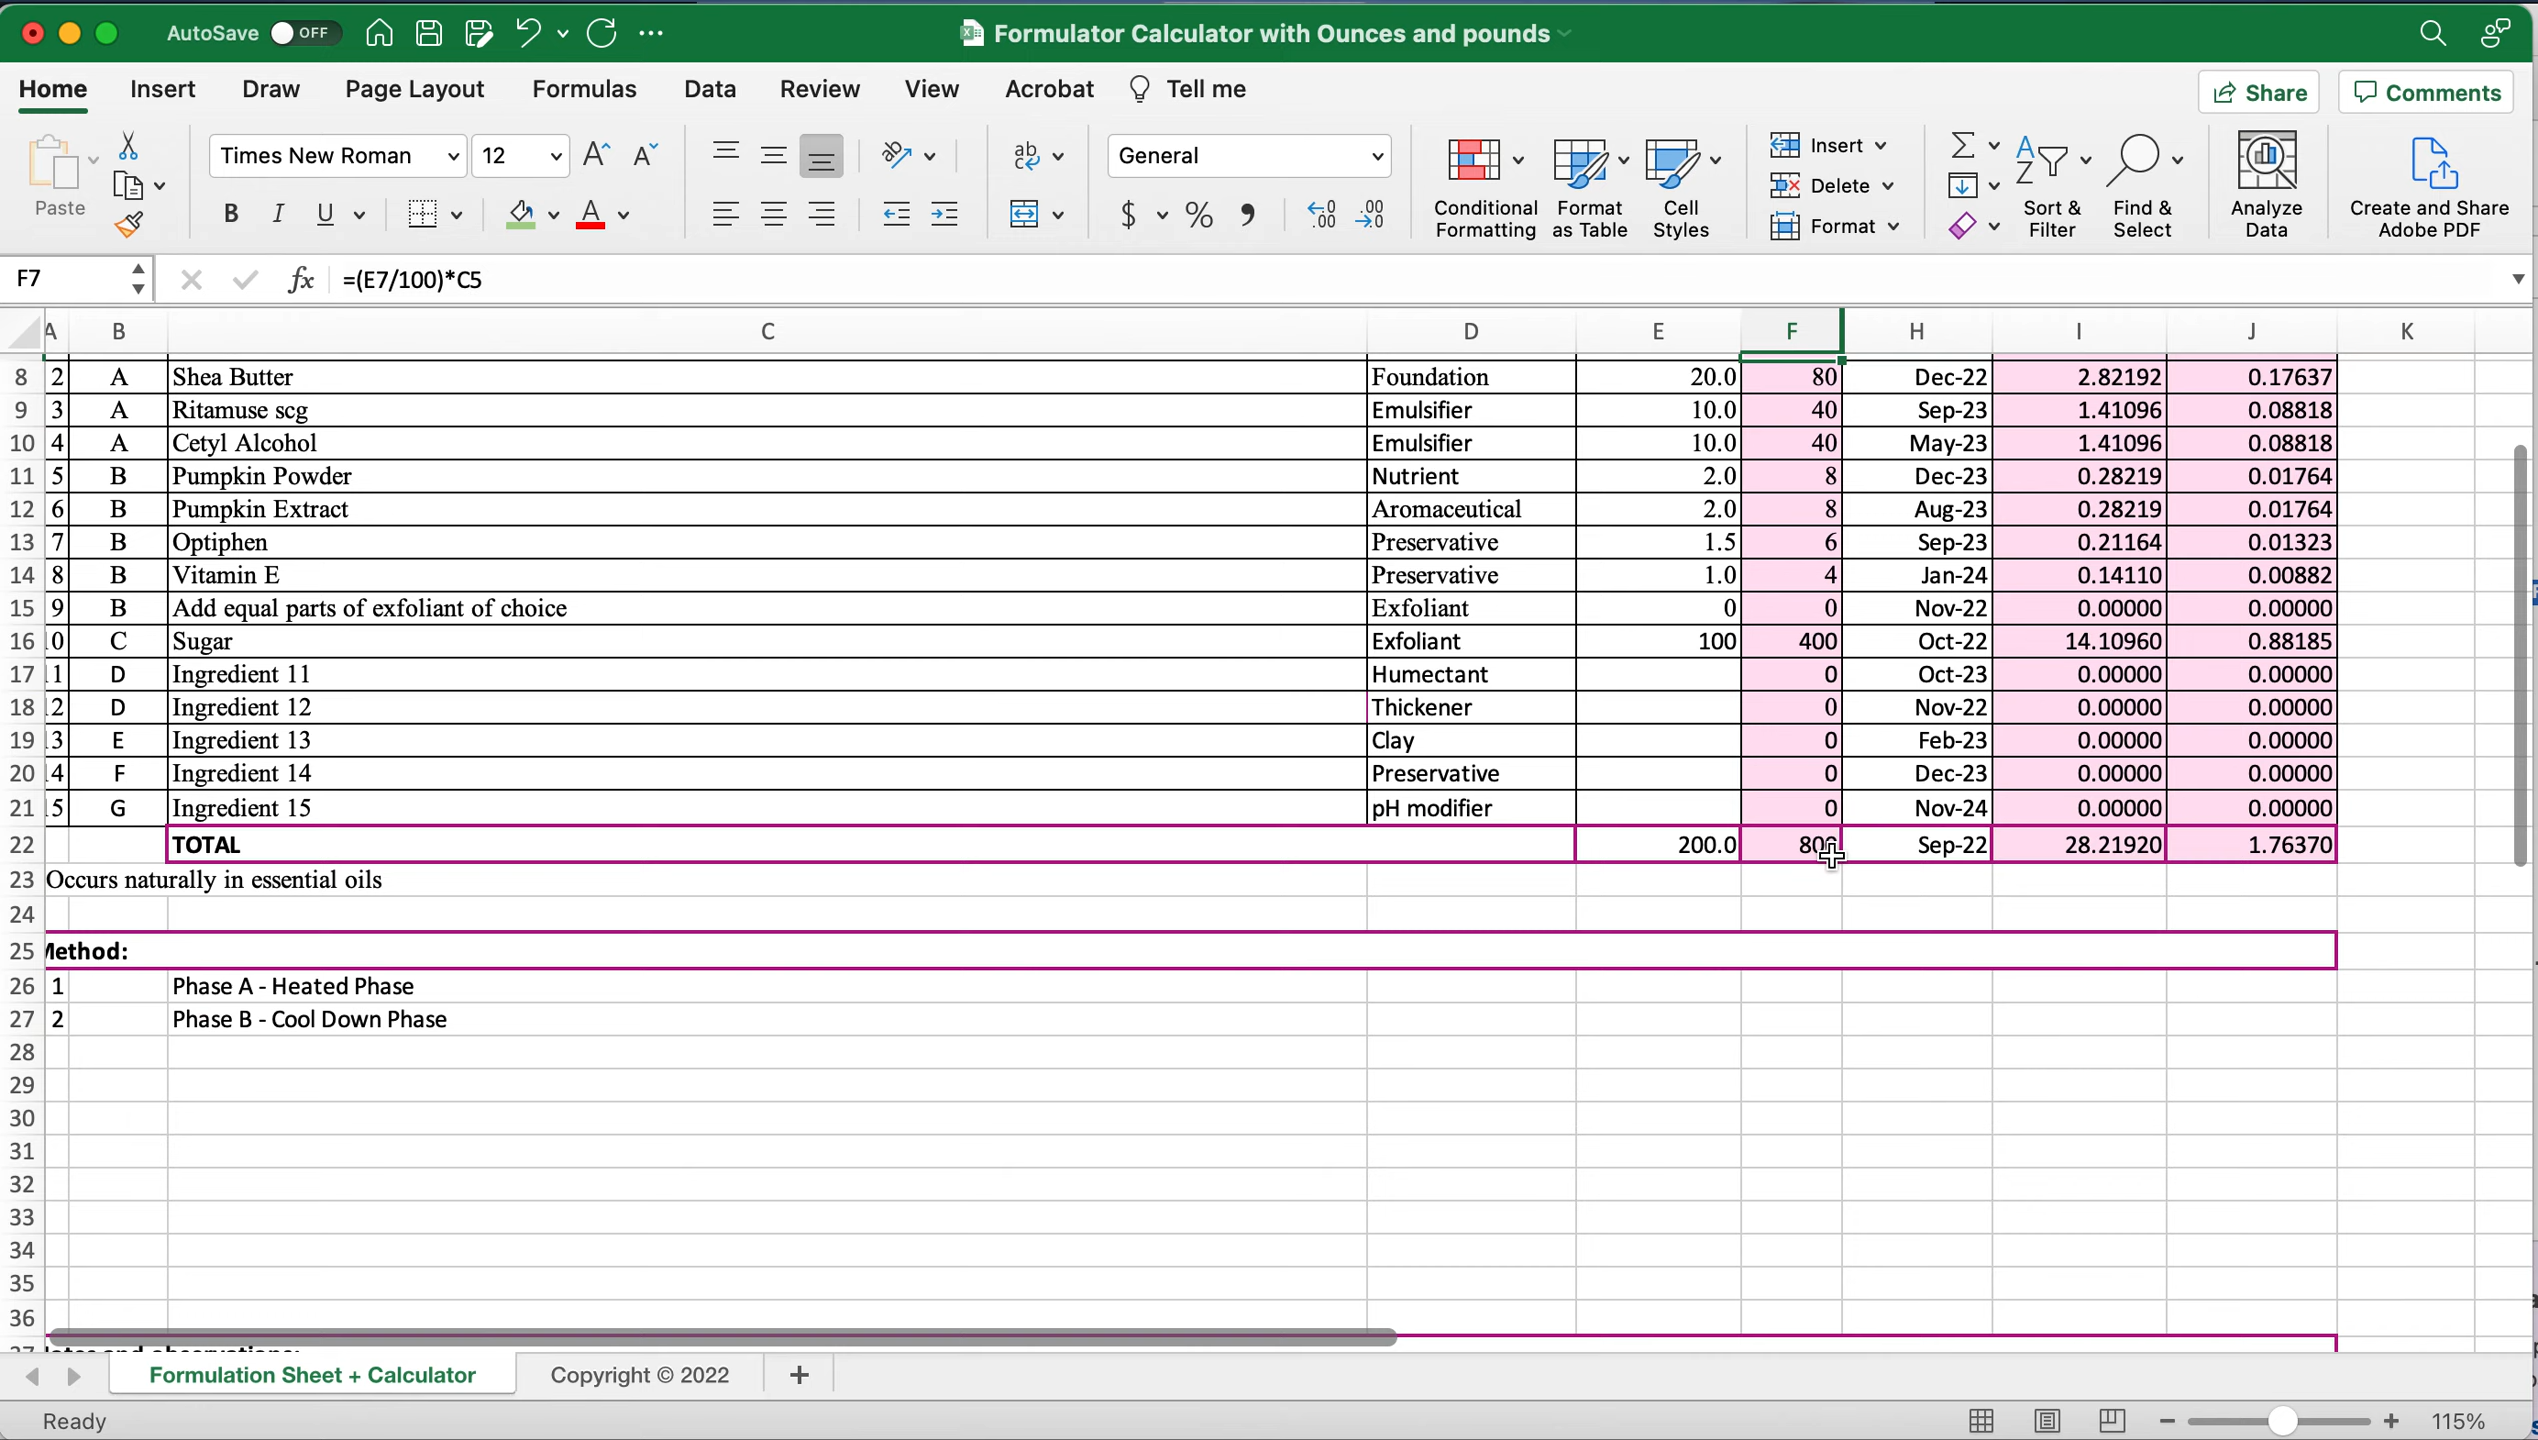 AutoSave OFF Formulator Calculator with Ounces and pounds
Home Insert Draw Page Layout Formulas Data Review View Acrobat Tell me Share Comments
Paste Times New Roman 12 General Conditional Formatting Format as Table Cell Styles Insert Delete Format Sort & Filter Find & Select Analyze Data Create and Share Adobe PDF
F7 fx =(E7/100)*C5
A B C D E F H I J K
8 2 A Shea Butter Foundation 20.0 80 Dec-22 2.82192 0.17637
9 3 A Ritamuse scg Emulsifier 10.0 40 Sep-23 1.41096 0.08818
10 4 A Cetyl Alcohol Emulsifier 10.0 40 May-23 1.41096 0.08818
11 5 B Pumpkin Powder Nutrient 2.0 8 Dec-23 0.28219 0.01764
12 6 B Pumpkin Extract Aromaceutical 2.0 8 Aug-23 0.28219 0.01764
13 7 B Optiphen Preservative 1.5 6 Sep-23 0.21164 0.01323
14 8 B Vitamin E Preservative 1.0 4 Jan-24 0.14110 0.00882
15 9 B Add equal parts of exfoliant of choice Exfoliant 0 0 Nov-22 0.00000 0.00000
16 0 C Sugar Exfoliant 100 400 Oct-22 14.10960 0.88185
17 11 D Ingredient 11 Humectant 0 Oct-23 0.00000 0.00000
18 12 D Ingredient 12 Thickener 0 Nov-22 0.00000 0.00000
19 13 E Ingredient 13 Clay 0 Feb-23 0.00000 0.00000
20 14 F Ingredient 14 Preservative 0 Dec-23 0.00000 0.00000
21 15 G Ingredient 15 pH modifier 0 Nov-24 0.00000 0.00000
22 TOTAL 200.0 800 Sep-22 28.21920 1.76370
23 Occurs naturally in essential oils
24
25 Method:
26 1 Phase A - Heated Phase
27 2 Phase B - Cool Down Phase
28
29
30
31
32
33
34
35
36
Formulation Sheet + Calculator Copyright © 2022 +
Ready 115%